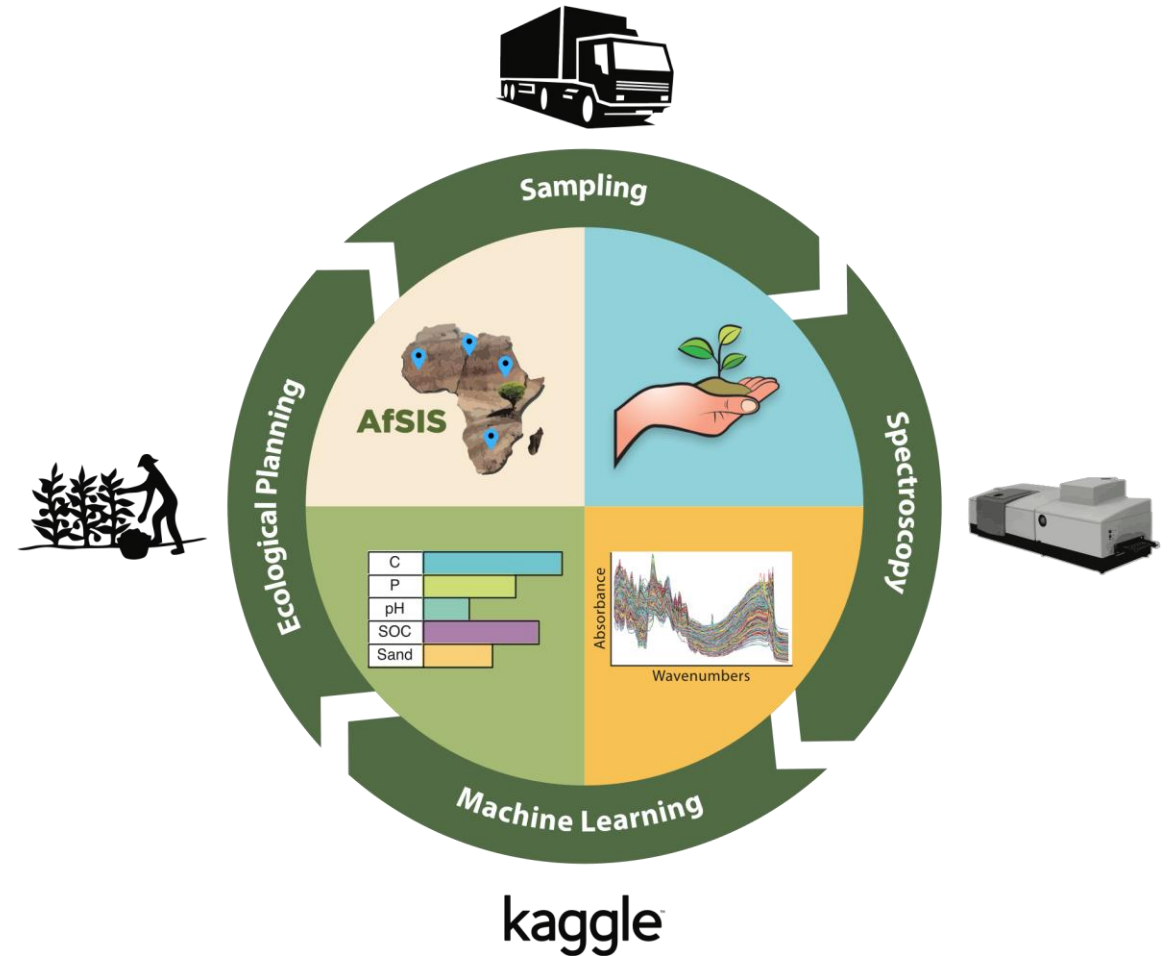 Sampling
AfSIS
Ecological Planning
Spectroscopy
C
P
pH
SOC
Sand
Absorbance
Wavenumbers
Machine Learning
kaggle